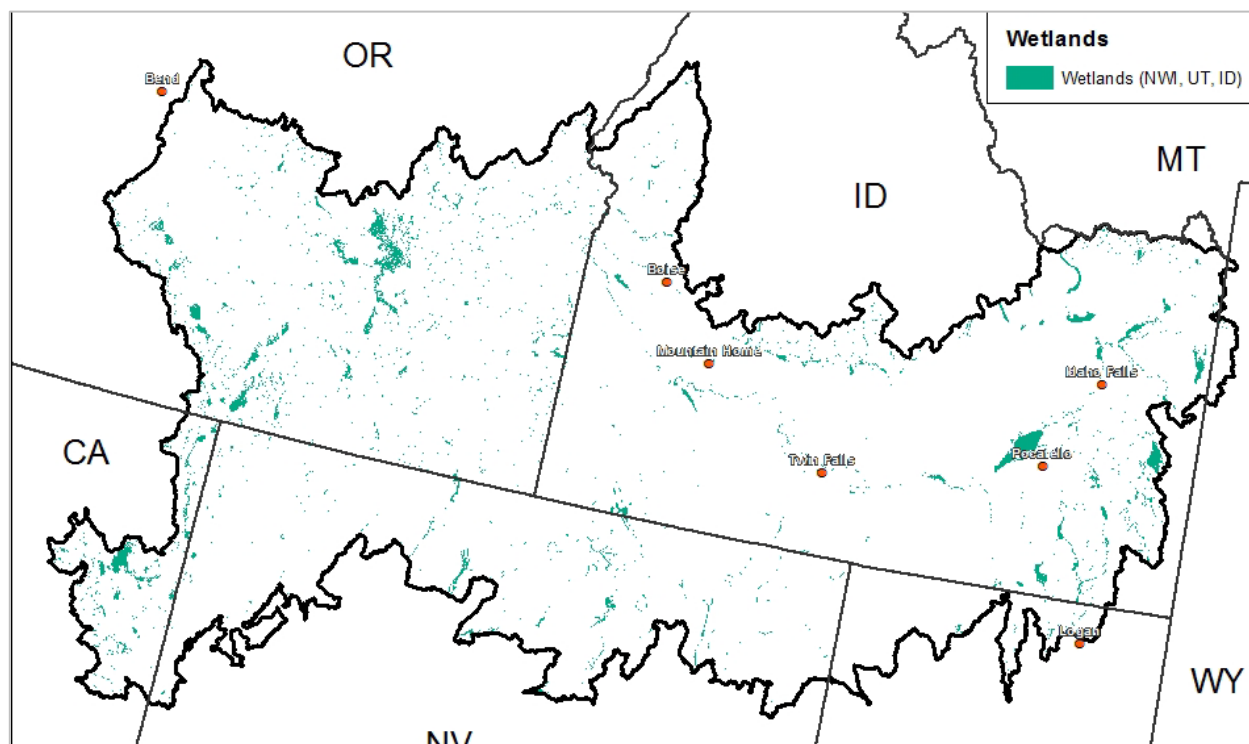 OR
Wetlands
Wetlands (NWI, UT, ID)
Bend
MT
ID
Boise
Mountain Home
Idaho Falls
CA
Twin Falls
Pocatello
Logan
WY
NV